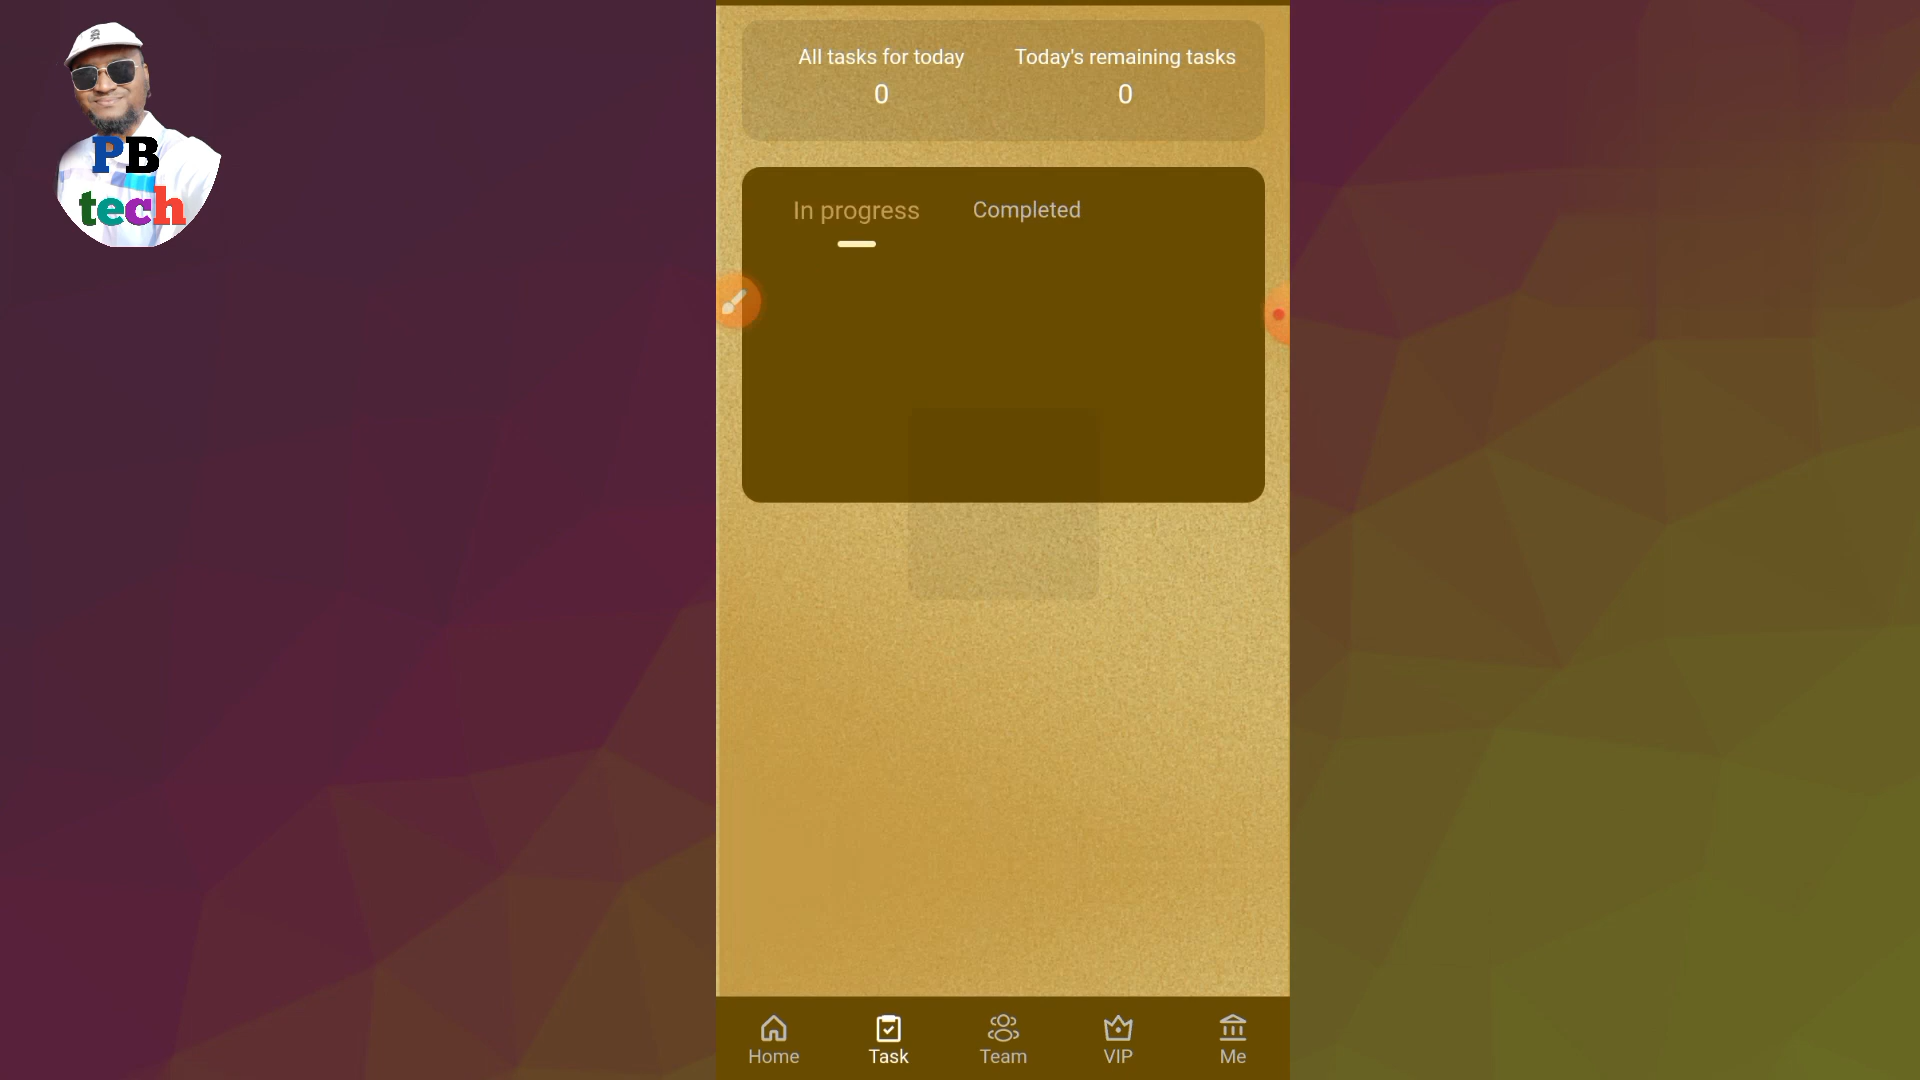 PB
tech
All tasks for today
0
Today's remaining tasks
0
In progress
Completed
Home
Task
Team
VIP
Me